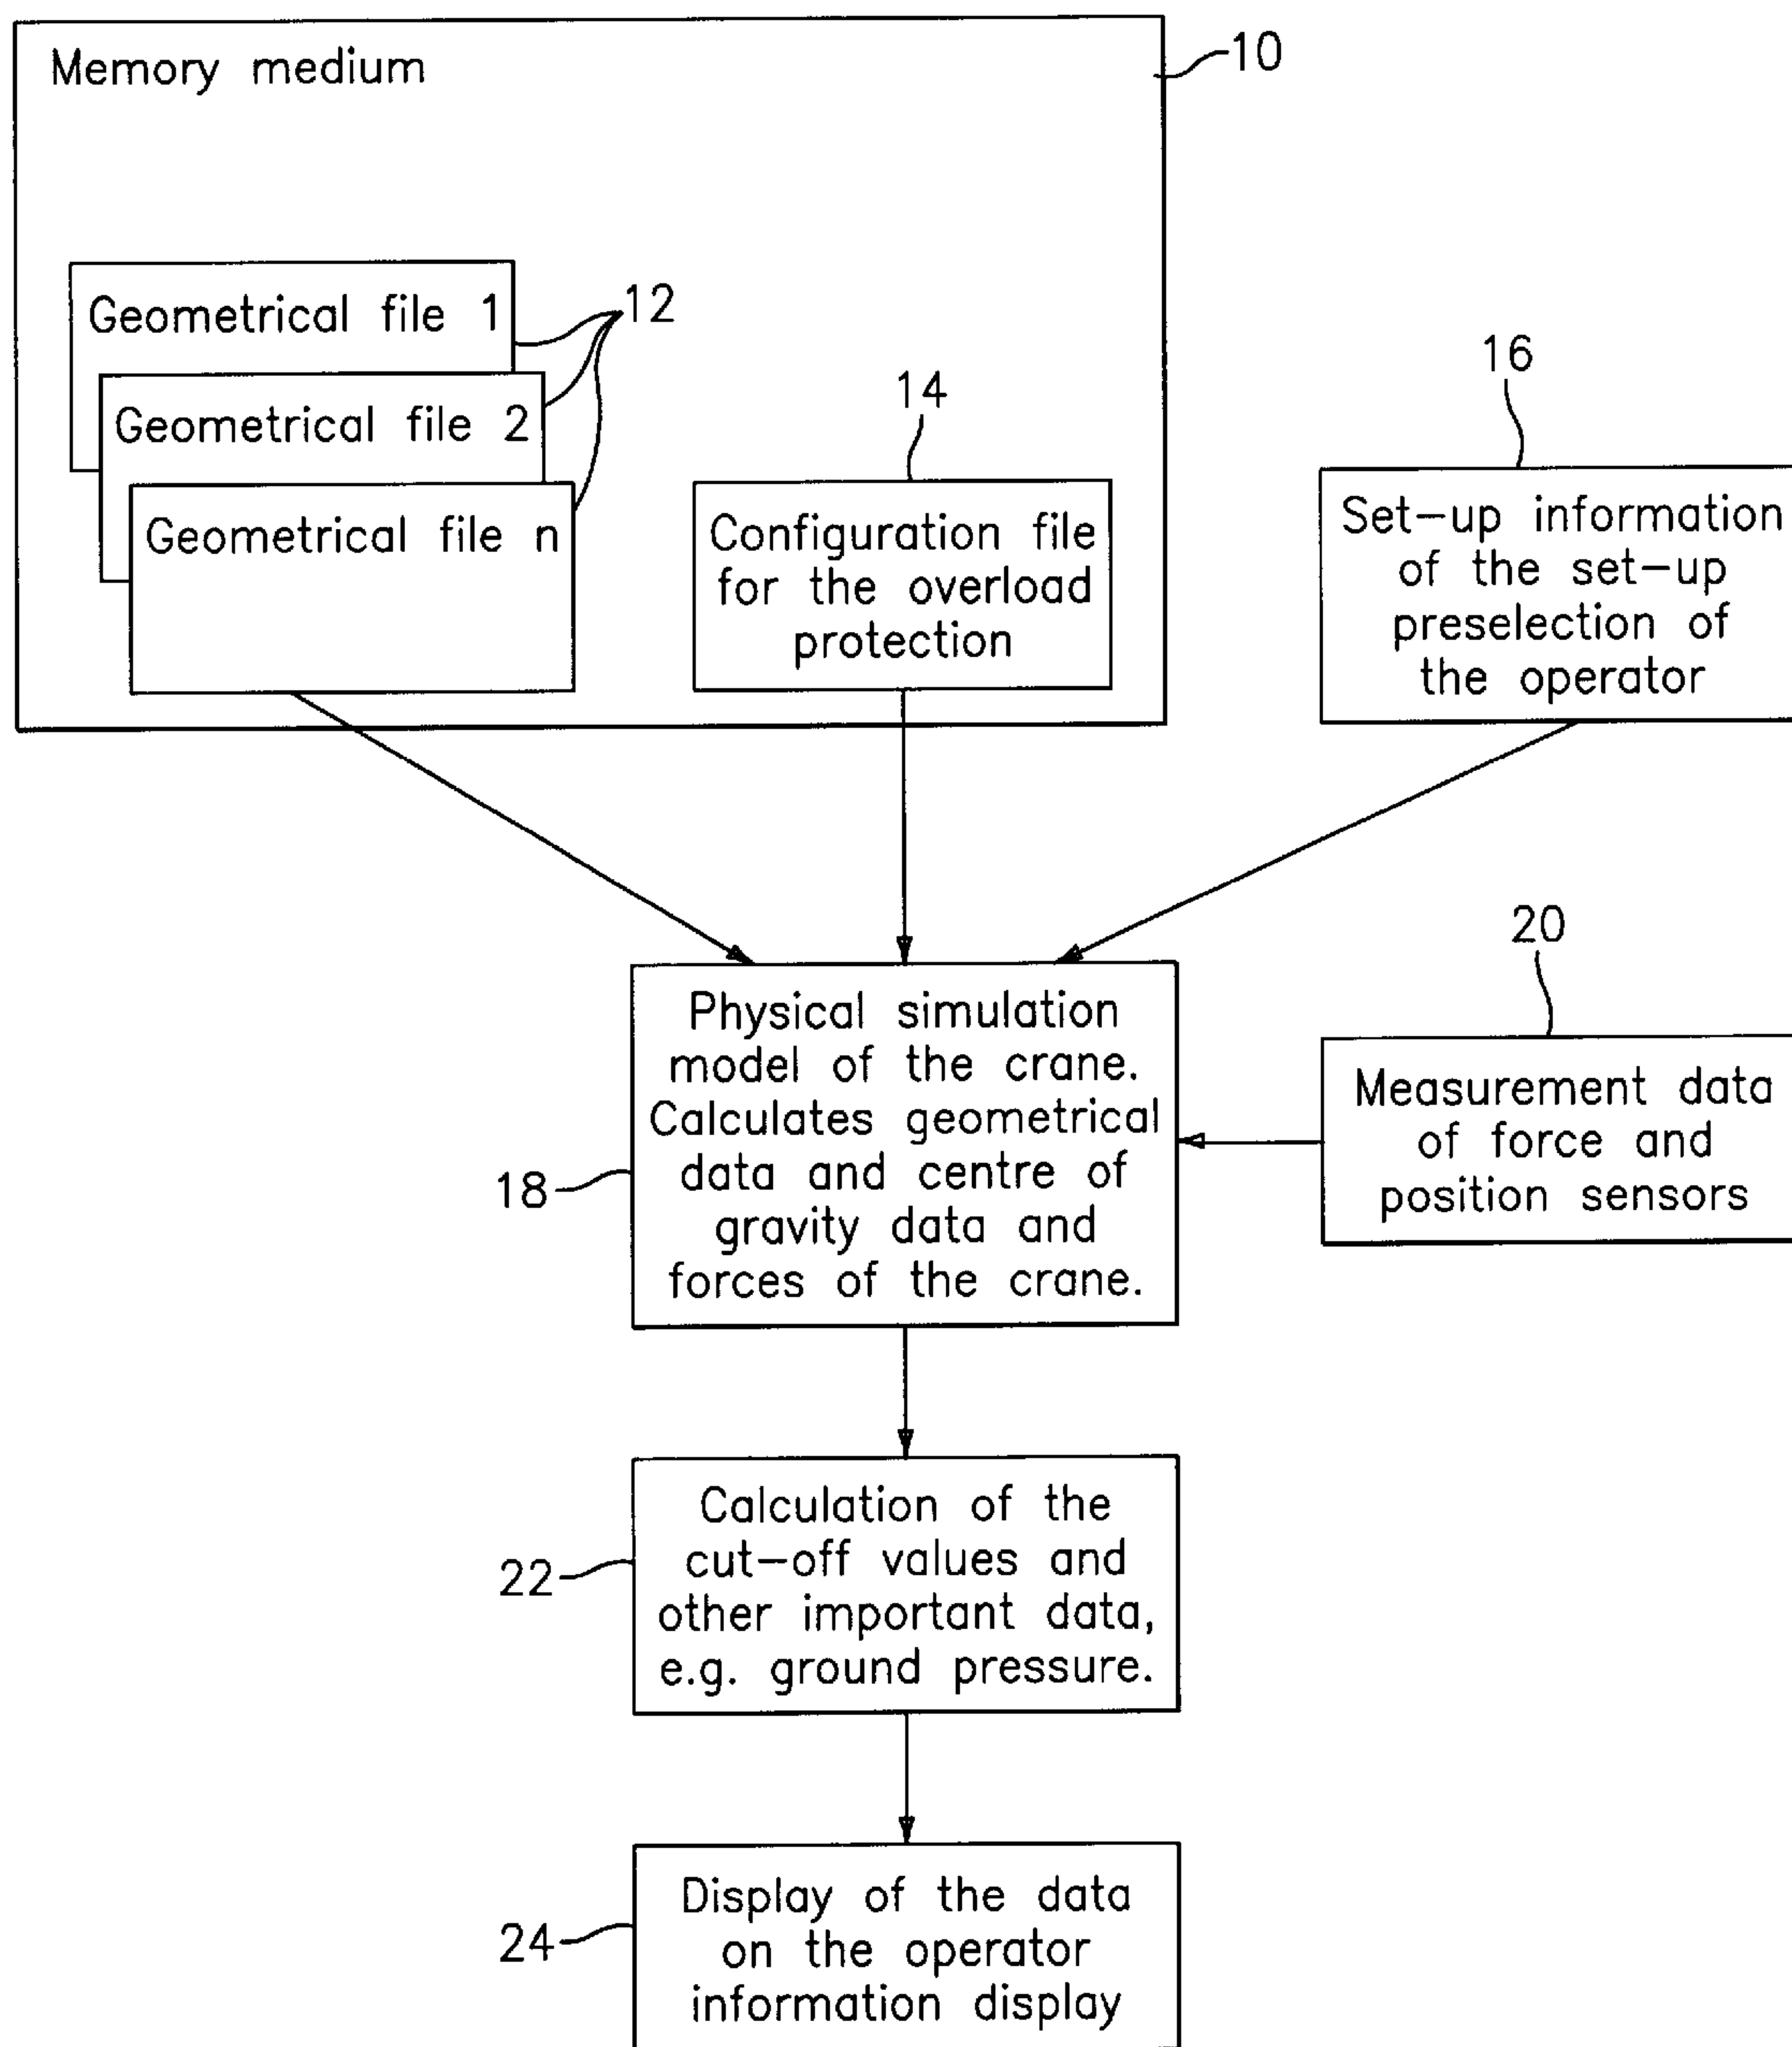 Memory medium
10
Geometrical file 1
12
Geometrical file 2
Geometrical file n
14
Configuration file
for the overload
protection
16
Set-up information
of the set-up
preselection of
the operator
Physical simulation
model of the crane.
Calculates geometrical
data and centre of
gravity data and
forces of the crane.
18
20
Measurement data
of force and
position sensors
Calculation of the
cut-off values and
other important data,
e.g. ground pressure.
22
Display of the data
on the operator
information display
24